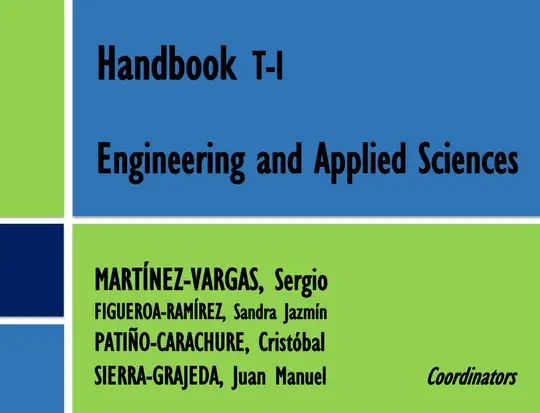 Handbook T-I
Engineering and Applied Sciences
MARTÍNEZ-VARGAS, Sergio
FIGUEROA-RAMÍREZ, Sandra Jazmín
PATIÑO-CARACHURE, Cristóbal
SIERRA-GRAJEDA, Juan Manuel
Coordinators